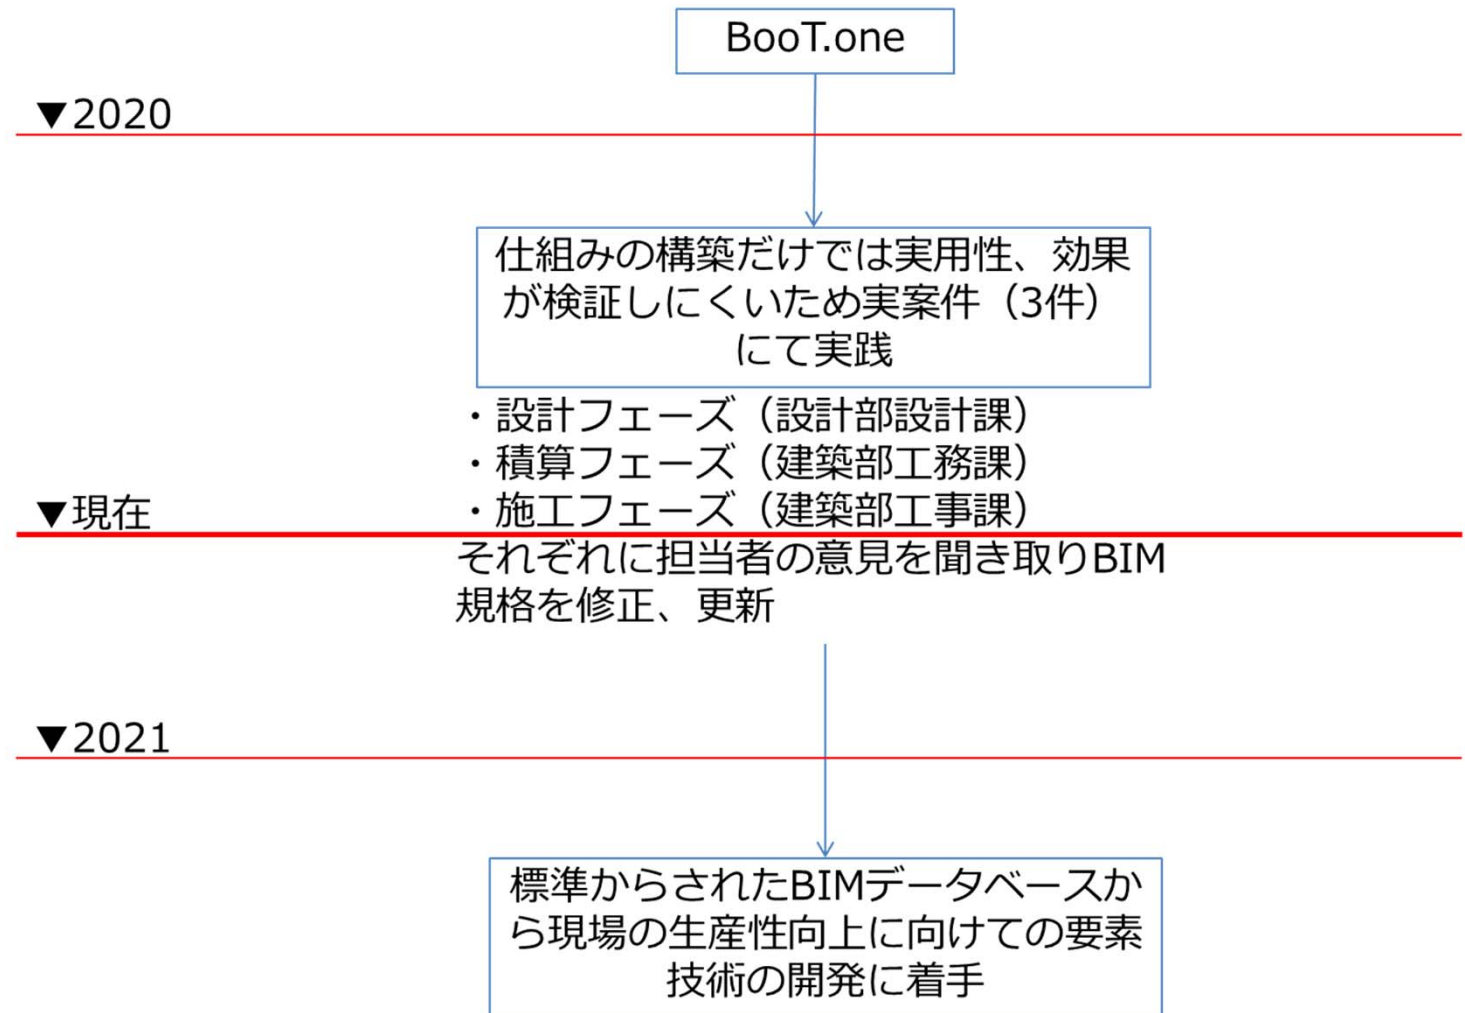 BooT.one
▼2020
仕組みの構築だけでは実用性、効果
が検証しにくいため実案件（3件）
にて実践
・設計フェーズ（設計部設計課）
・積算フェーズ（建築部工務課）
・施工フェーズ（建築部工事課）
▼現在
それぞれに担当者の意見を聞き取りBIM
規格を修正、更新
▼2021
標準からされたBIMデータベースか
ら現場の生産性向上に向けての要素
技術の開発に着手